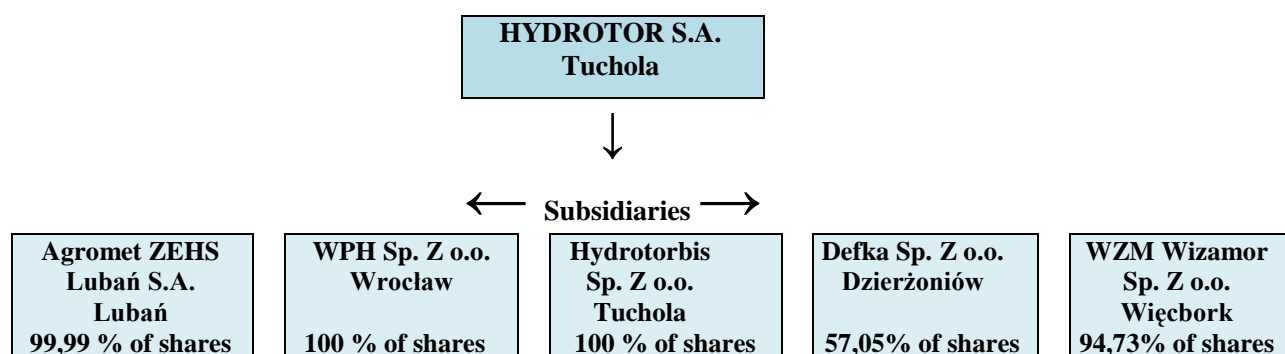 HYDROTOR S.A.
Tuchola
Subsidiaries
Agromet ZEHS
Lubań S.A.
Lubań
99,99 % of shares
WPH Sp. Z o.o.
Wrocław
100 % of shares
Hydrotorbis
Sp. Z o.o.
Tuchola
100 % of shares
Defka Sp. Z o.o.
Dzierżoniów
57,05% of shares
WZM Wizamor
Sp. Z o.o.
Więcbork
94,73% of shares